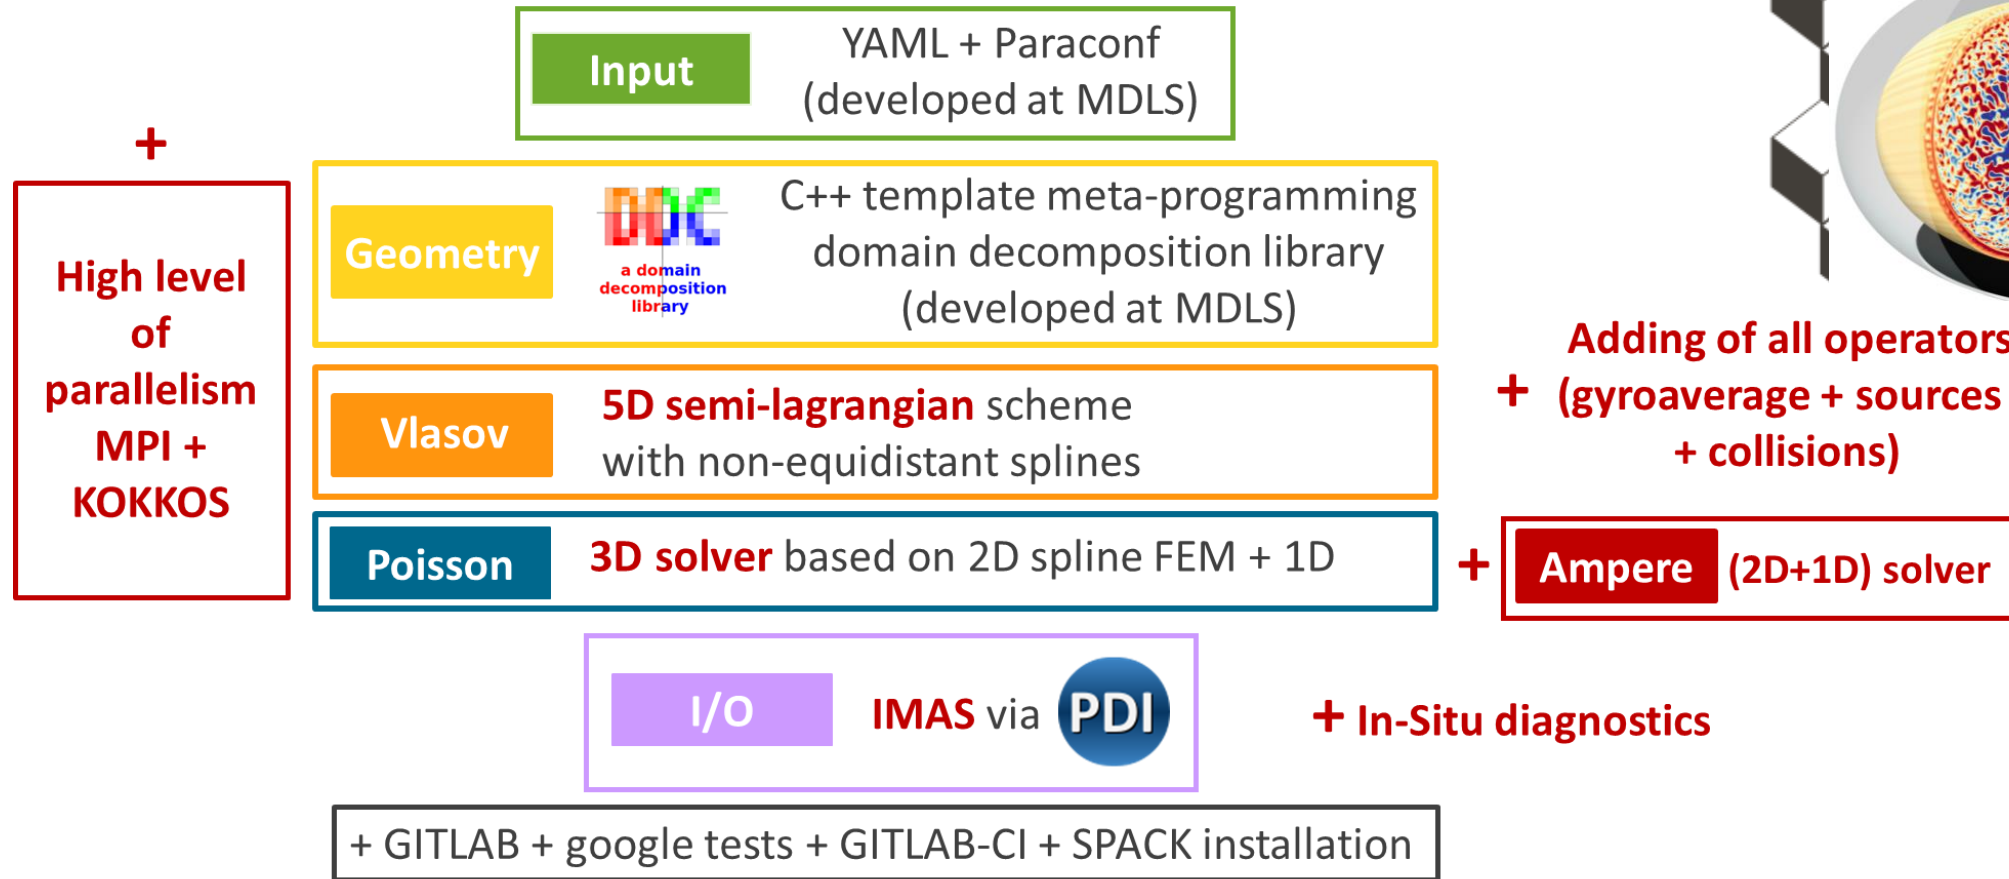 Input
YAML + Paraconf
(developed at MDLS)
+
High level
of
parallelism
MPI +
KOKKOS
Geometry
DDC
a domain
decomposition
library
C++ template meta-programming
domain decomposition library
(developed at MDLS)
Vlasov
5D semi-lagrangian scheme
with non-equidistant splines
+
Adding of all operators
(gyroaverage + sources
+ collisions)
Poisson
3D solver based on 2D spline FEM + 1D
+
Ampere (2D+1D) solver
I/O
IMAS via PDI
+ In-Situ diagnostics
+ GITLAB + google tests + GITLAB-CI + SPACK installation